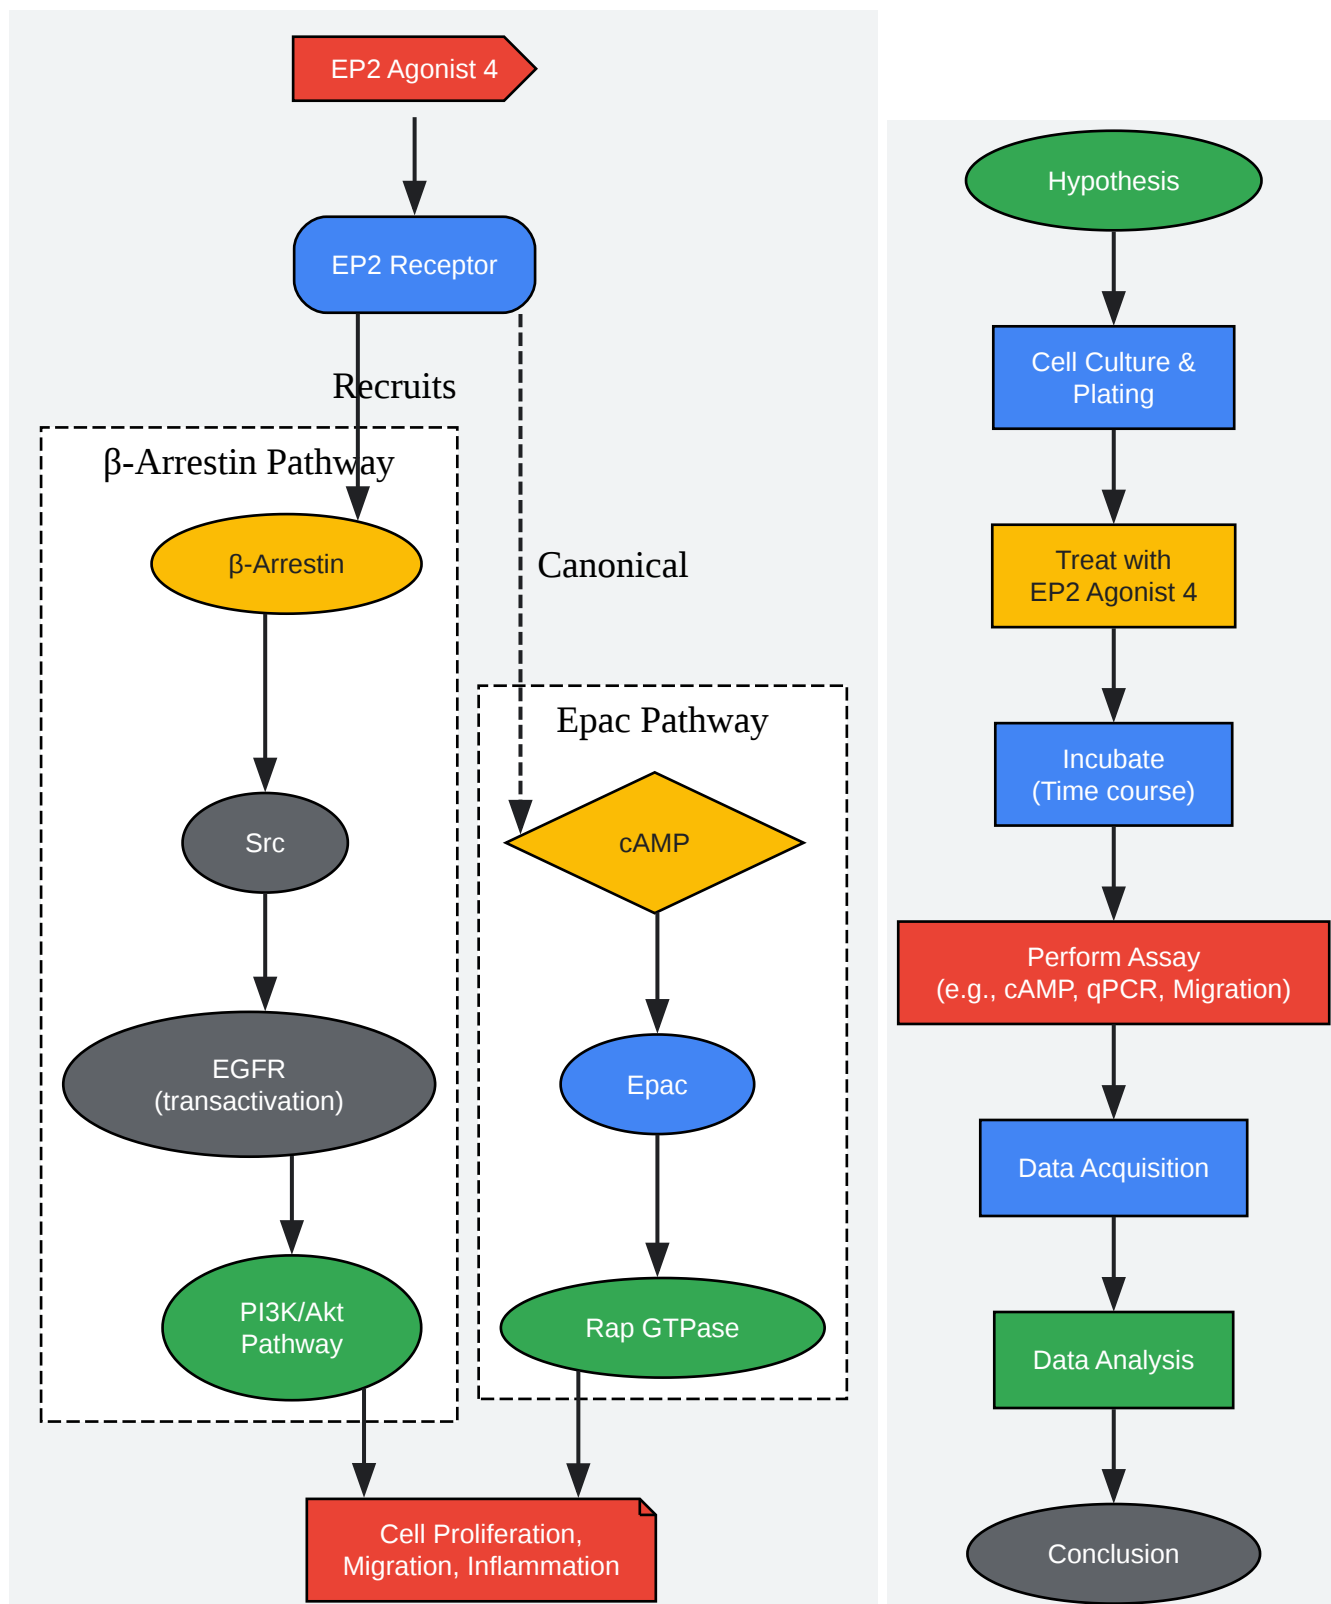 EP2 Agonist 4
EP2 Receptor
Recruits
β-Arrestin Pathway
β-Arrestin
Canonical
Src
EGFR
(transactivation)
PI3K/Akt
Pathway
Epac Pathway
cAMP
Epac
Rap GTPase
Cell Proliferation,
Migration, Inflammation
Hypothesis
Cell Culture &
Plating
Treat with
EP2 Agonist 4
Incubate
(Time course)
Perform Assay
(e.g., cAMP, qPCR, Migration)
Data Acquisition
Data Analysis
Conclusion